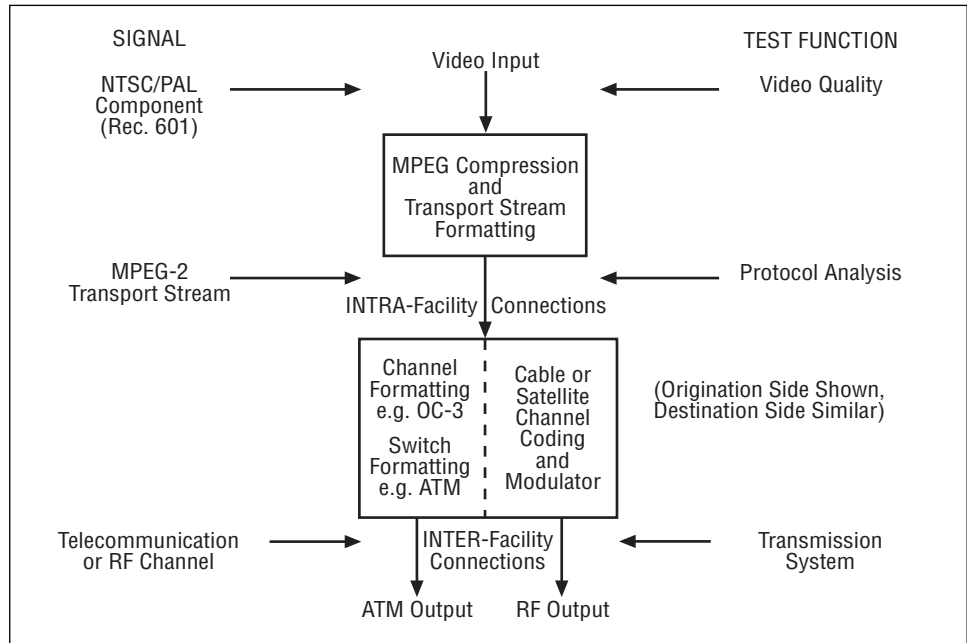 SIGNAL
TEST FUNCTION
Video Input
NTSC/PAL
Component
(Rec. 601)
Video Quality
MPEG Compression
and
Transport Stream
Formatting
MPEG-2
Transport Stream
Protocol Analysis
INTRA-Facility Connections
Channel
Formatting
e.g. OC-3
Switch
Formatting
e.g. ATM
Cable or
Satellite
Channel
Coding
and
Modulator
(Origination Side Shown,
Destination Side Similar)
Telecommunication
or RF Channel
INTER-Facility
Connections
Transmission
System
ATM Output
RF Output